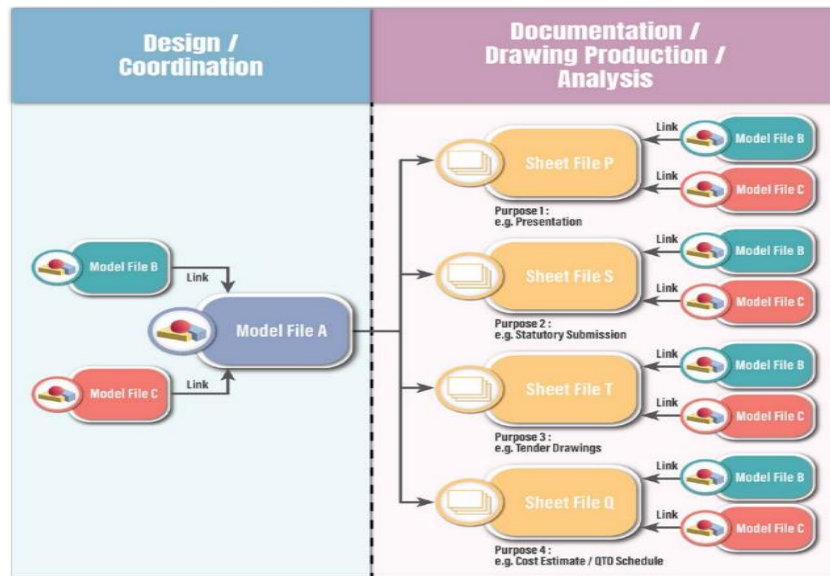 Design /
Coordination
Documentation /
Drawing Production /
Analysis
Model File B
Link
Model File A
Model File C
Link
Sheet File P
Link
Model File B
Link
Model File C
Purpose 1 :
e.g. Presentation
Sheet File S
Link
Model File B
Link
Model File C
Purpose 2 :
e.g. Statutory Submission
Sheet File T
Link
Model File B
Link
Model File C
Purpose 3 :
e.g. Tender Drawings
Sheet File Q
Link
Model File B
Link
Model File C
Purpose 4 :
e.g. Cost Estimate / QTO Schedule